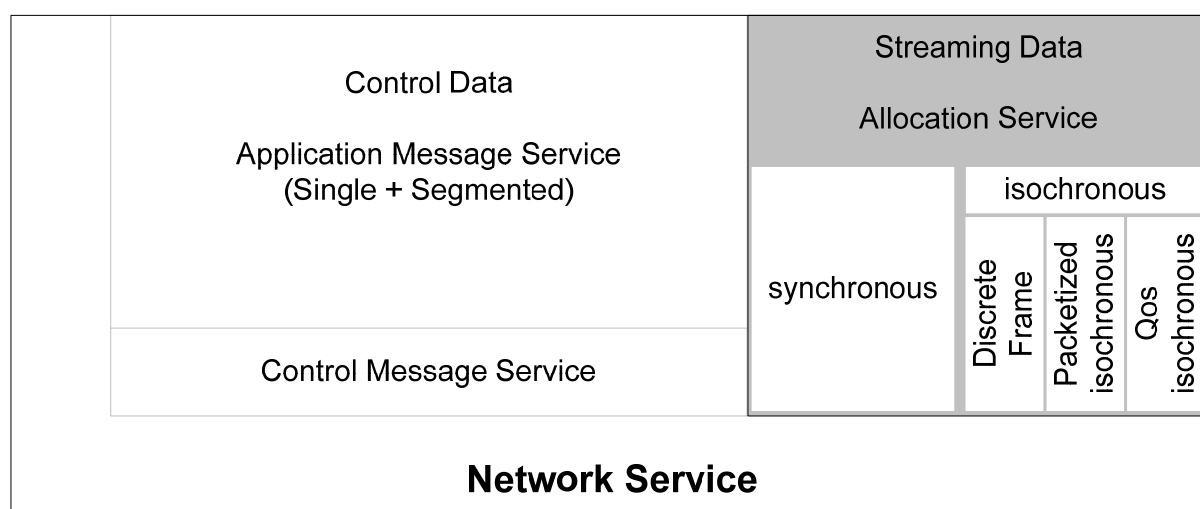 Control Data
Application Message Service
(Single + Segmented)
Control Message Service
Streaming Data
Allocation Service
synchronous
isochronous
Discrete
Frame
Packetized
isochronous
Qos
isochronous
Network Service